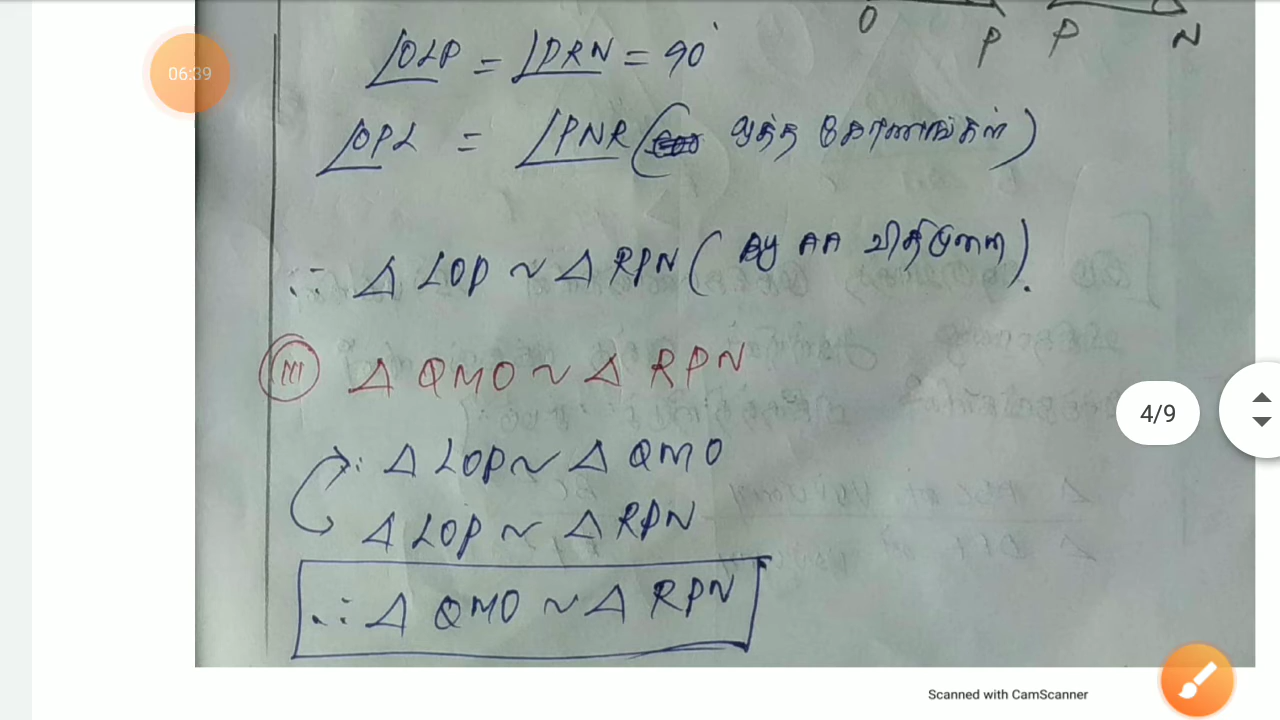 O P P N
06:39
∠OLP = ∠PRN = 90°
∠OPL = ∠PNR ( ஒத்த கோணங்கள்)
∴ Δ LOP ~ Δ RPN ( By AA விதிமுறை).
(iii) Δ QMO ~ Δ RPN
4/9
∴ Δ LOP ~ Δ QMO
Δ LOP ~ Δ RPN
∴ Δ QMO ~ Δ RPN
Scanned with CamScanner